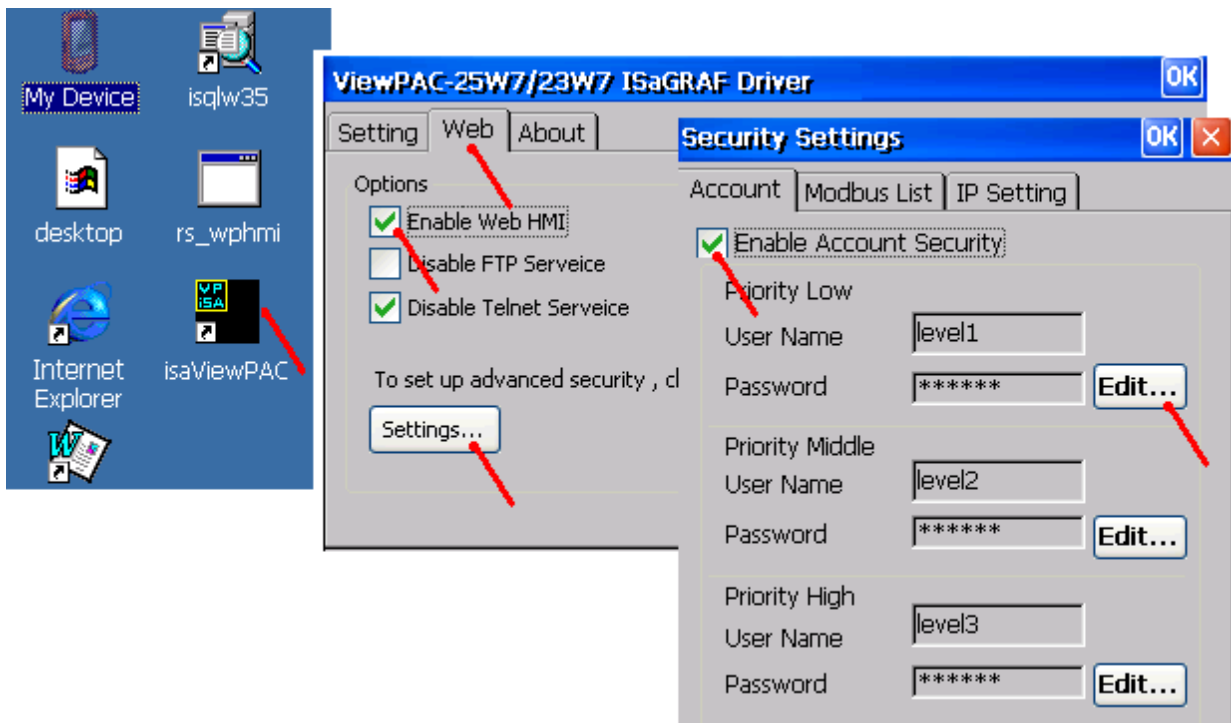 My Device
isqlw35
desktop
rs_wphmi
Internet
Explorer
VP
iSA
isaViewPAC
W
ViewPAC-25W7/23W7 ISaGRAF Driver
OK
Setting
Web
About
Options
Enable Web HMI
Disable FTP Serveice
Disable Telnet Serveice
To set up advanced security , cl
Settings...
Security Settings
OK
Account
Modbus List
IP Setting
Enable Account Security
Priority Low
User Name
level1
Password
******
Edit...
Priority Middle
User Name
level2
Password
******
Edit...
Priority High
User Name
level3
Password
******
Edit...